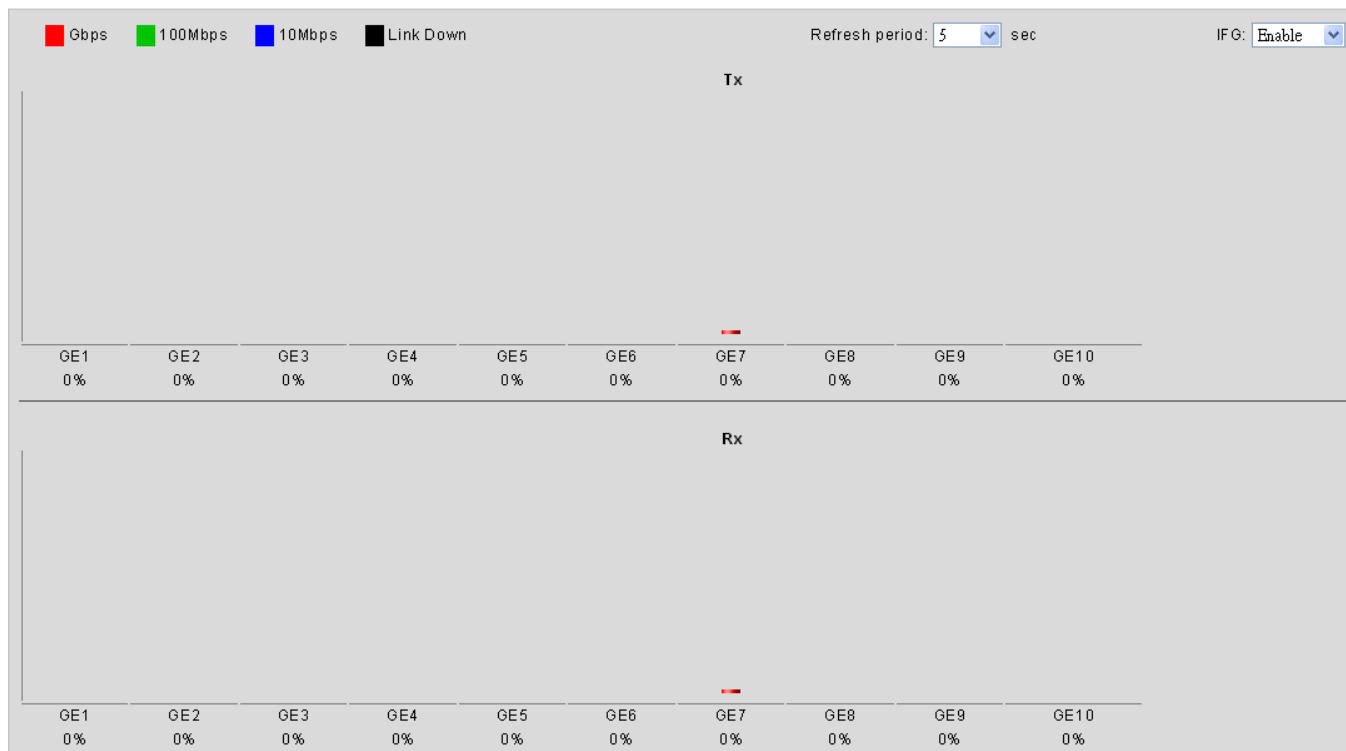 Gbps 100Mbps 10Mbps Link Down Refresh period: 5 sec IFG: Enable
Tx
GE1 GE2 GE3 GE4 GE5 GE6 GE7 GE8 GE9 GE10
0% 0% 0% 0% 0% 0% 0% 0% 0% 0%
Rx
GE1 GE2 GE3 GE4 GE5 GE6 GE7 GE8 GE9 GE10
0% 0% 0% 0% 0% 0% 0% 0% 0% 0%